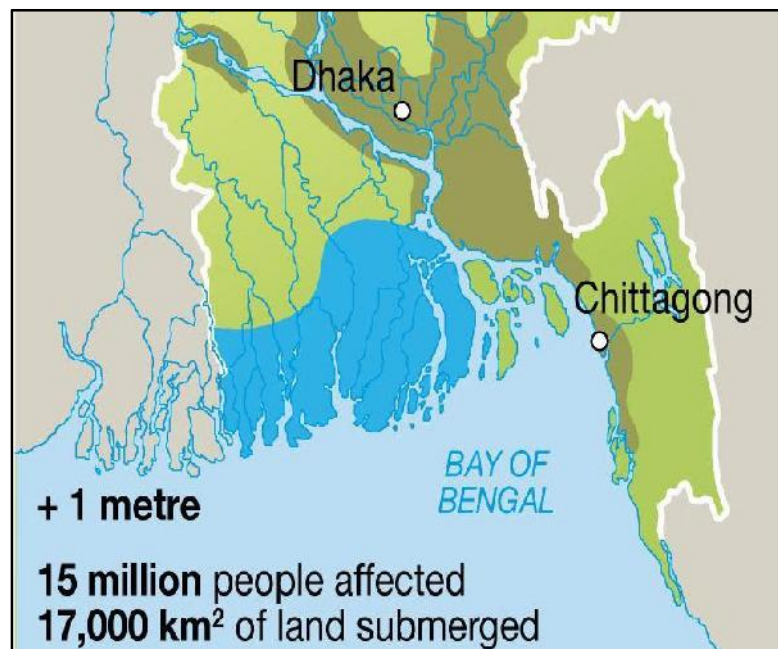 Dhaka
Chittagong
BAY OF
BENGAL
+ 1 metre
15 million people affected
17,000 km² of land submerged